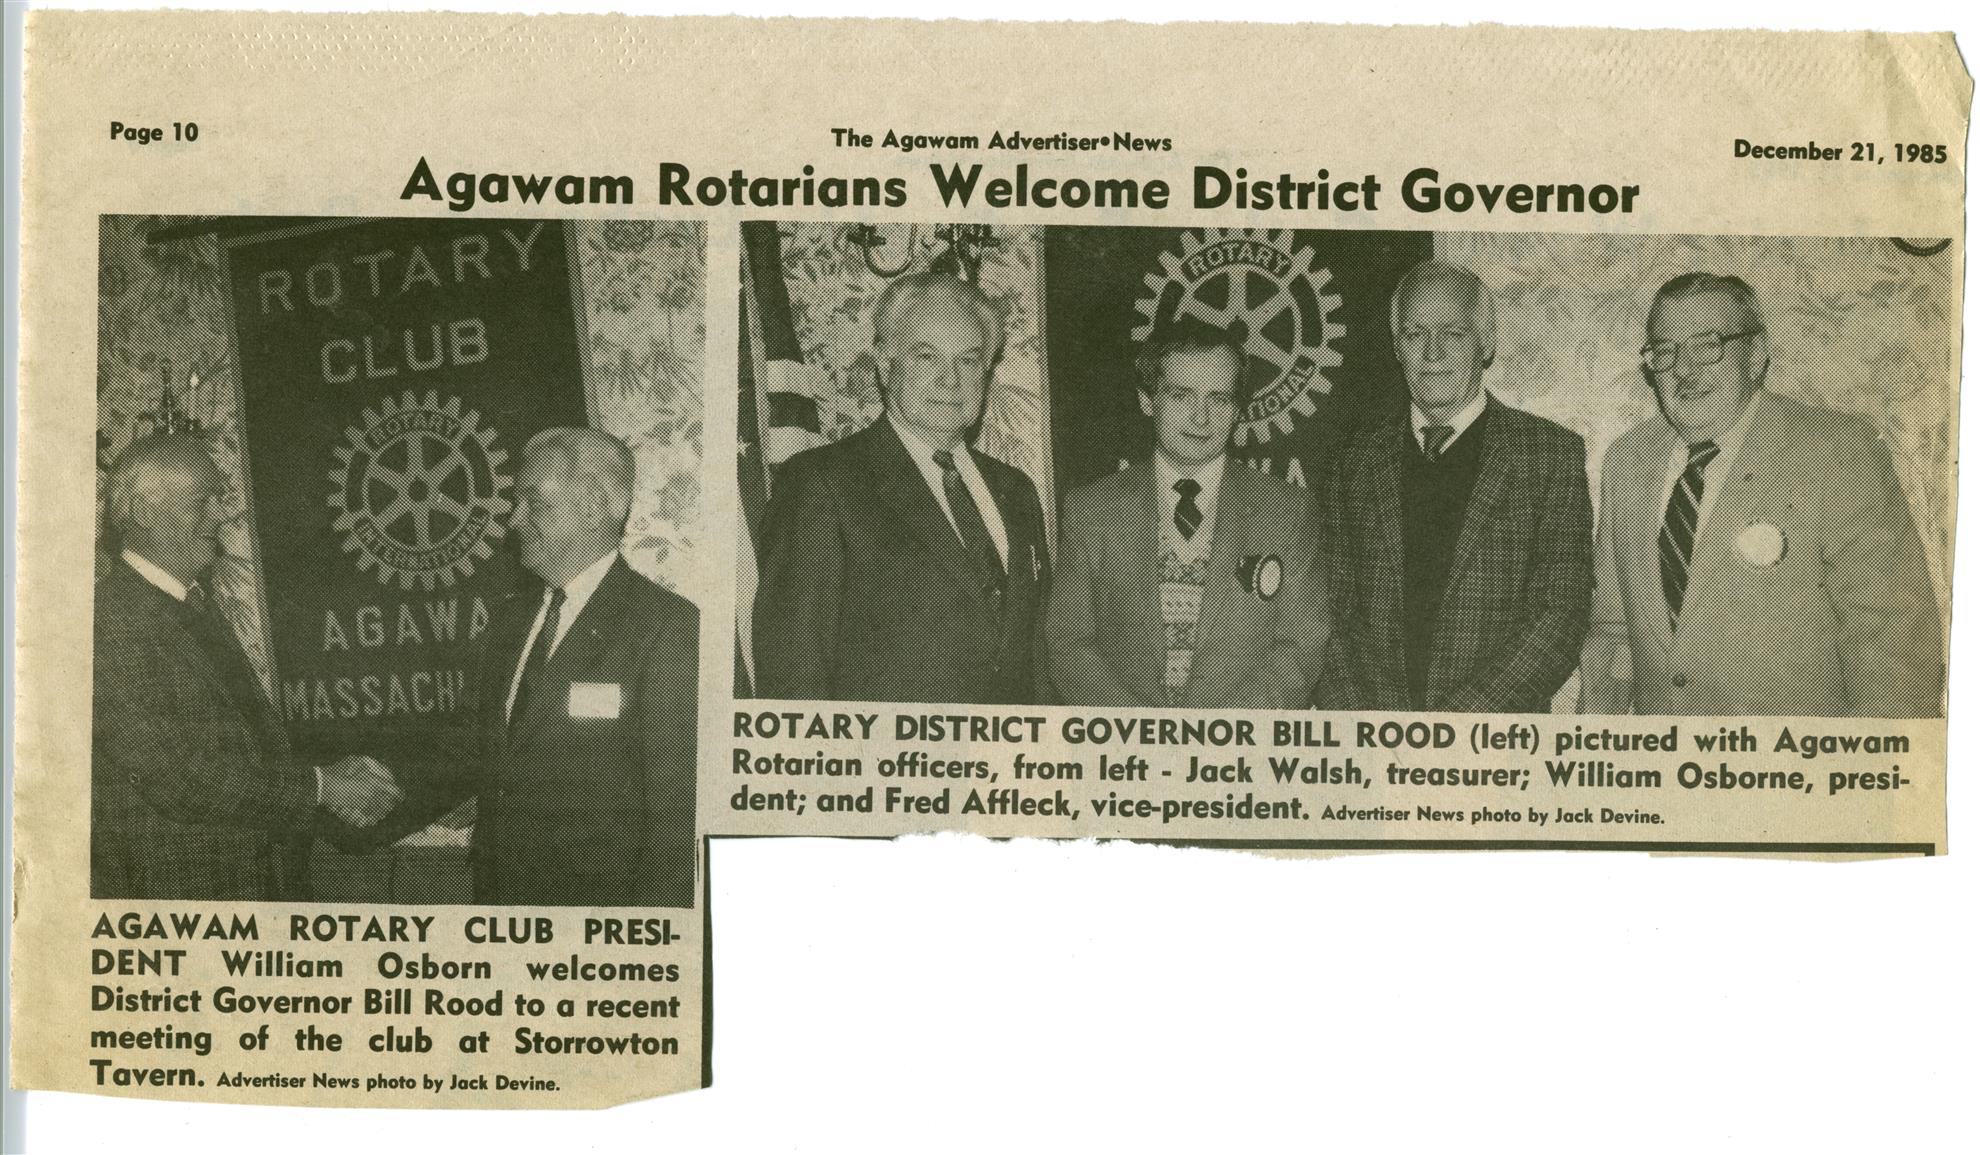 Page 10
The Agawam Advertiser•News
December 21, 1985
Agawam Rotarians Welcome District Governor
ROTARY
CLUB
ROTARY
INTERNATIONAL
AGAWA
MASSACHU
ROTARY
TIONAL
AGAWAM ROTARY CLUB PRESI-
DENT William Osborn welcomes
District Governor Bill Rood to a recent
meeting of the club at Storrowton
Tavern. Advertiser News photo by Jack Devine.
ROTARY DISTRICT GOVERNOR BILL ROOD (left) pictured with Agawam
Rotarian officers, from left - Jack Walsh, treasurer; William Osborne, presi-
dent; and Fred Affleck, vice-president. Advertiser News photo by Jack Devine.